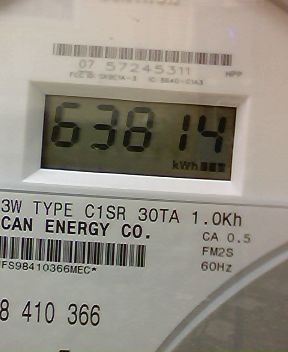 07 57245311
HPP
63814
kWh
3W TYPE C1SR 30TA 1.0Kh
CAN ENERGY CO.
CA 0.5
FM2S
60Hz
FS98410366MEC*
8 410 366